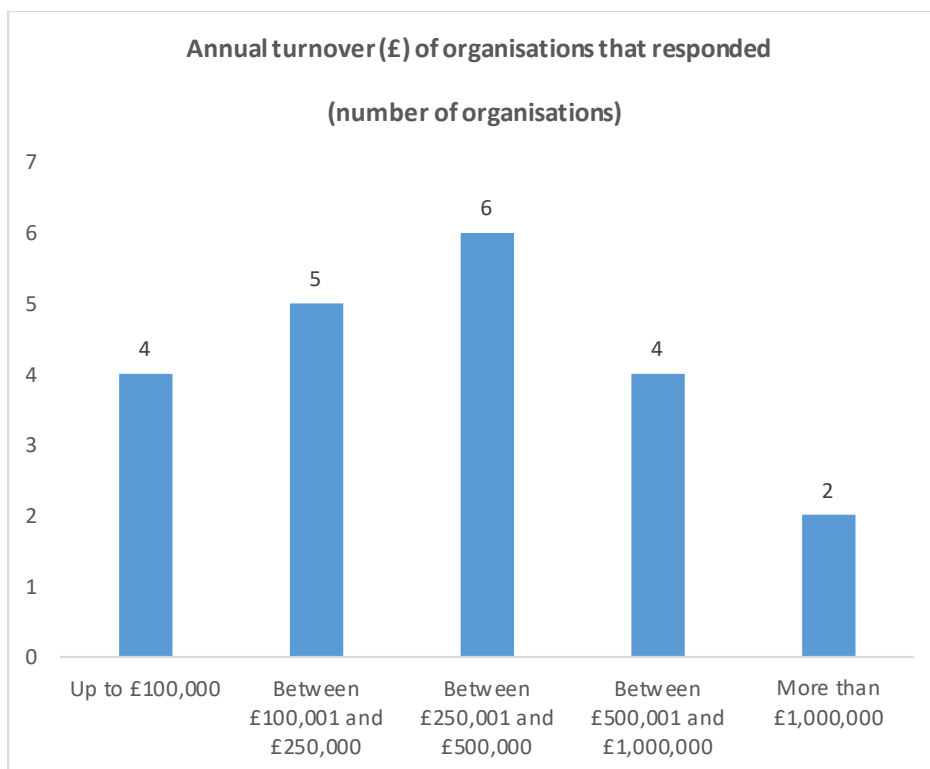 Annual turnover (£) of organisations that responded
(number of organisations)
7
6
5
4
3
2
1
0
4
5
6
4
2
Up to £100,000
Between
£100,001 and
£250,000
Between
£250,001 and
£500,000
Between
£500,001 and
£1,000,000
More than
£1,000,000